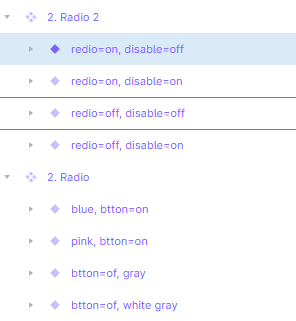 2. Radio 2
redio=on, disable=off
redio=on, disable=on
redio=off, disable=off
redio=off, disable=on
2. Radio
blue, btton=on
pink, btton=on
btton=of, gray
btton=of, white gray